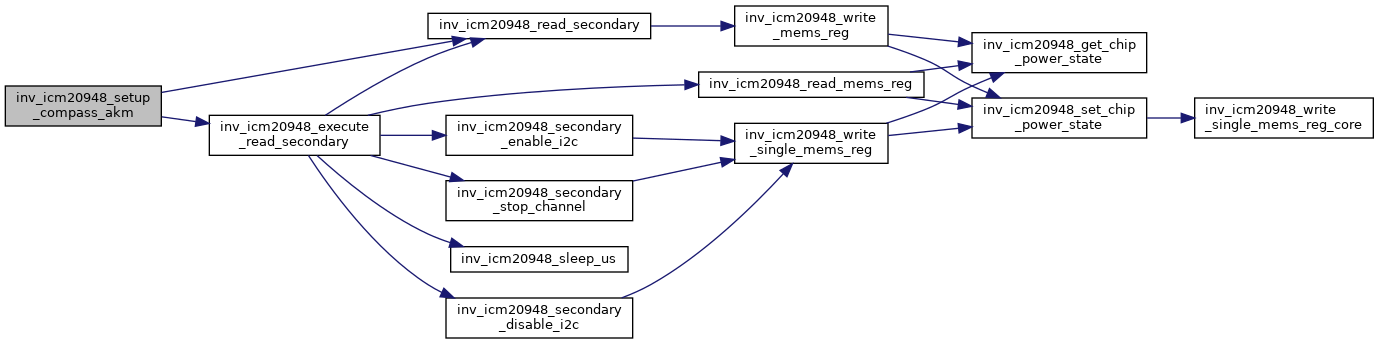 inv_icm20948_setup
_compass_akm
inv_icm20948_execute
_read_secondary
inv_icm20948_read_secondary
inv_icm20948_secondary
_enable_i2c
inv_icm20948_secondary
_stop_channel
inv_icm20948_sleep_us
inv_icm20948_secondary
_disable_i2c
inv_icm20948_write
_mems_reg
inv_icm20948_read_mems_reg
inv_icm20948_write
_single_mems_reg
inv_icm20948_get_chip
_power_state
inv_icm20948_set_chip
_power_state
inv_icm20948_write
_single_mems_reg_core